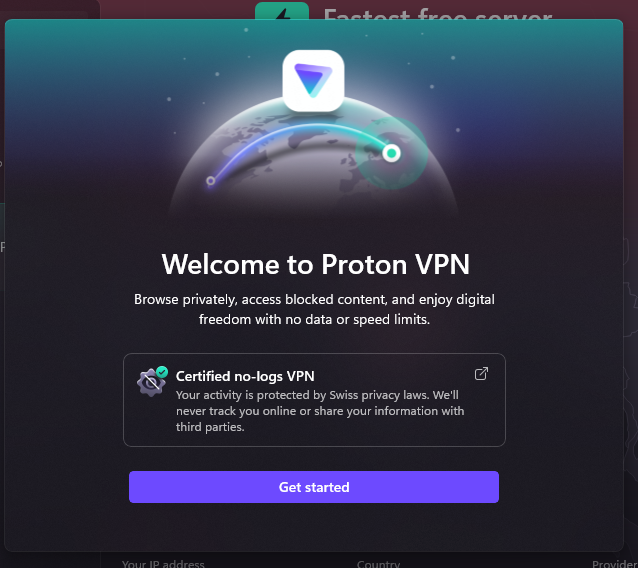 Fastest free server
Welcome to Proton VPN
Browse privately, access blocked content, and enjoy digital
freedom with no data or speed limits.
Certified no-logs VPN
Your activity is protected by Swiss privacy laws. We'll
never track you online or share your information with
third parties.
Get started
Your IP address
Country
Provider